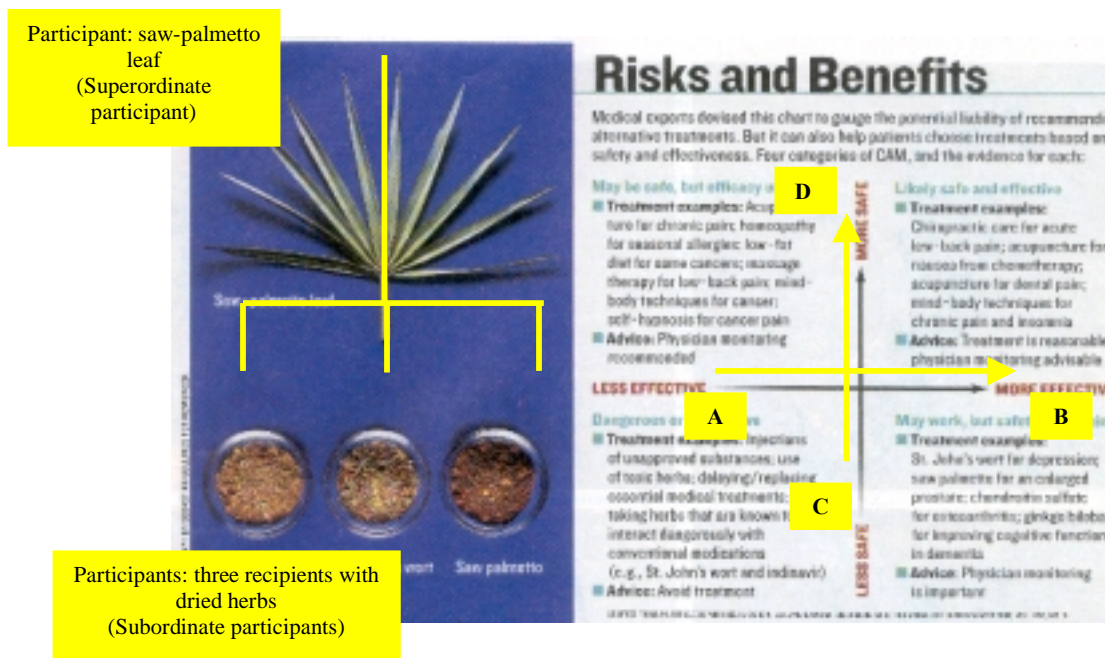 Participant: saw-palmetto
leaf
(Superordinate
participant)
Saw-palmetto leaf
wort Saw palmetto
Participants: three recipients with
dried herbs
(Subordinate participants)
Risks and Benefits
Medical experts devised this chart to gauge the potential liability of
alternative treatments. But it can also help patients choose treatments based
safety and effectiveness. Four categories of CAM, and the evidence for each:
May be safe, but efficacy
Treatment examples:
ture for chronic pain; homeopathy
for seasonal allergies; low-fat
diet for some cancers; massage
therapy for low-back pain; mind-
body techniques for cancer;
self-hypnosis for cancer pain
Advice: Physician monitoring
recommended
D
MORE SAFE
Likely safe and effective
Treatment examples:
Chiropractic care for acute
low-back pain; acupuncture for
nausea from chemotherapy;
acupuncture for dental pain;
mind-body techniques for
chronic pain and insomnia
Advice: Treatment is reasonable
physician monitoring advisable
LESS EFFECTIVE
MORE EFFECTIVE
A
B
Dangerous
Treatment examples: Injections
of unapproved substances; use
of toxic herbs; delaying/replacing
essential medical treatments;
taking herbs that are known
interact dangerously with
conventional medications
(e.g., St. John's wort and indinavir)
Advice: Avoid treatment
C
LESS SAFE
May work, but
Treatment examples:
St. John's wort for depression;
saw palmetto for an enlarged
prostate; chondroitin sulfate
for osteoarthritis; ginkgo biloba
for improving cognitive function
in dementia
Advice: Physician monitoring
is important